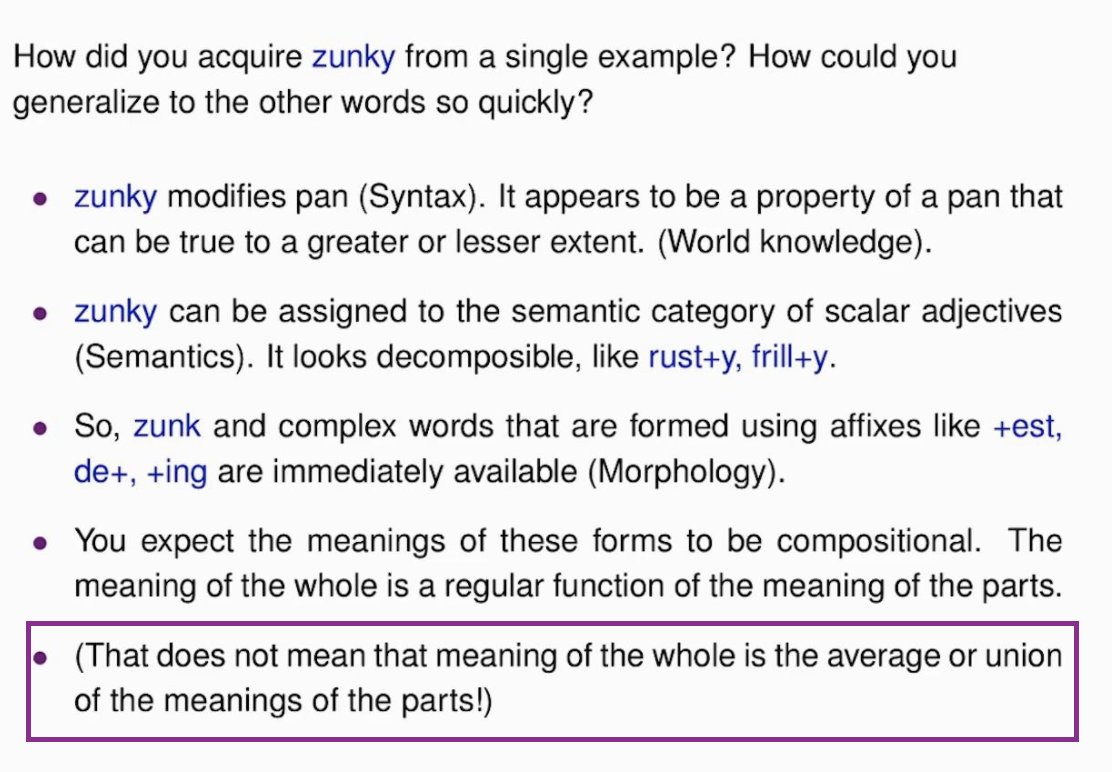 How did you acquire zunky from a single example? How could you
generalize to the other words so quickly?
• zunky modifies pan (Syntax). It appears to be a property of a pan that
can be true to a greater or lesser extent. (World knowledge).
• zunky can be assigned to the semantic category of scalar adjectives
(Semantics). It looks decomposible, like rust+y, frill+y.
• So, zunk and complex words that are formed using affixes like +est,
de+, +ing are immediately available (Morphology).
• You expect the meanings of these forms to be compositional. The
meaning of the whole is a regular function of the meaning of the parts.
• (That does not mean that meaning of the whole is the average or union
of the meanings of the parts!)